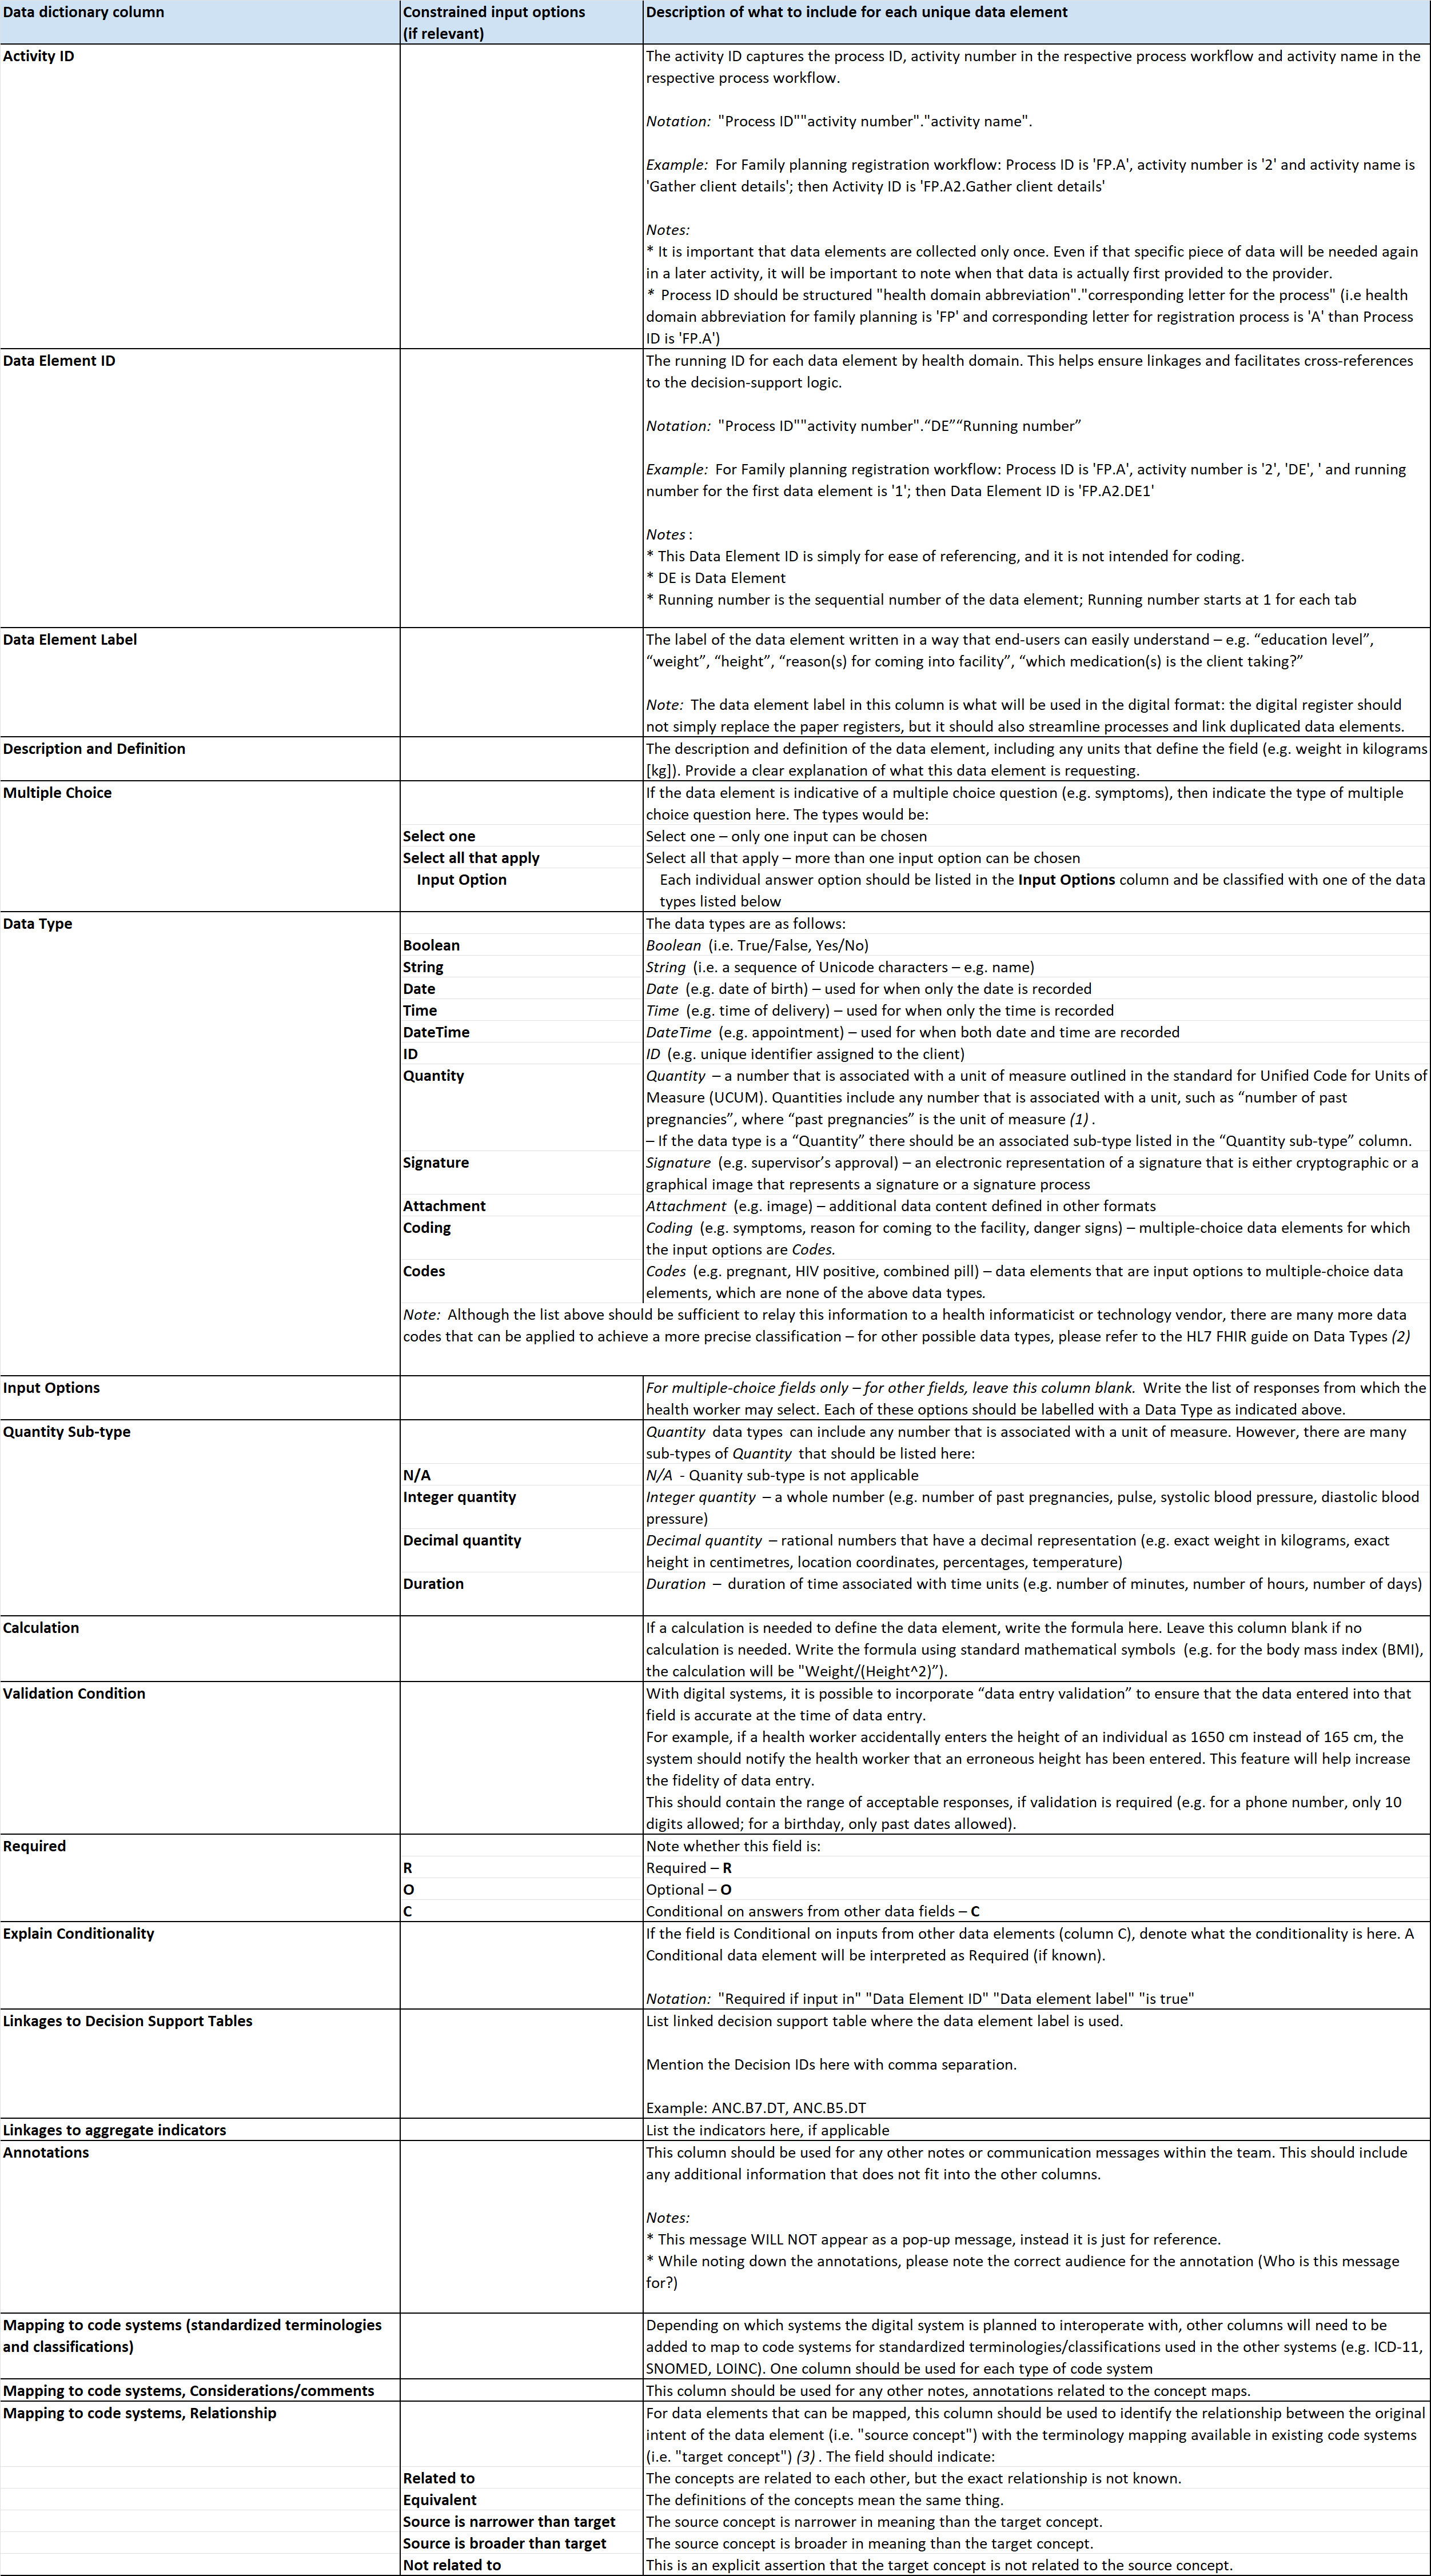 Data dictionary column
Constrained input options
(if relevant)
Description of what to include for each unique data element
Activity ID
The activity ID captures the process ID, activity number in the respective process workflow and activity name in the
respective process workflow.
Notation: "Process ID""activity number"."activity name".
Example: For Family planning registration workflow: Process ID is 'FP.A', activity number is '2' and activity name is
'Gather client details'; then Activity ID is 'FP.A2.Gather client details'
Notes:
* It is important that data elements are collected only once. Even if that specific piece of data will be needed again
in a later activity, it will be important to note when that data is actually first provided to the provider.
* Process ID should be structured "health domain abbreviation"."corresponding letter for the process" (i.e health
domain abbreviation for family planning is 'FP' and corresponding letter for registration process is 'A' than Process
ID is 'FP.A')
Data Element ID
The running ID for each data element by health domain. This helps ensure linkages and facilitates cross-references
to the decision-support logic.
Notation: "Process ID""activity number".“DE”“Running number”
Example: For Family planning registration workflow: Process ID is 'FP.A', activity number is '2', 'DE', ' and running
number for the first data element is '1'; then Data Element ID is 'FP.A2.DE1'
Notes :
* This Data Element ID is simply for ease of referencing, and it is not intended for coding.
* DE is Data Element
* Running number is the sequential number of the data element; Running number starts at 1 for each tab
Data Element Label
The label of the data element written in a way that end-users can easily understand – e.g. “education level”,
“weight”, “height”, “reason(s) for coming into facility”, “which medication(s) is the client taking?”
Note: The data element label in this column is what will be used in the digital format: the digital register should
not simply replace the paper registers, but it should also streamline processes and link duplicated data elements.
Description and Definition
The description and definition of the data element, including any units that define the field (e.g. weight in kilograms
[kg]). Provide a clear explanation of what this data element is requesting.
Multiple Choice
If the data element is indicative of a multiple choice question (e.g. symptoms), then indicate the type of multiple
choice question here. The types would be:
Select one
Select one – only one input can be chosen
Select all that apply
Select all that apply – more than one input option can be chosen
Input Option
Each individual answer option should be listed in the Input Options column and be classified with one of the data
types listed below
Data Type
The data types are as follows:
Boolean
Boolean (i.e. True/False, Yes/No)
String
String (i.e. a sequence of Unicode characters – e.g. name)
Date
Date (e.g. date of birth) – used for when only the date is recorded
Time
Time (e.g. time of delivery) – used for when only the time is recorded
DateTime
DateTime (e.g. appointment) – used for when both date and time are recorded
ID
ID (e.g. unique identifier assigned to the client)
Quantity
Quantity – a number that is associated with a unit of measure outlined in the standard for Unified Code for Units of
Measure (UCUM). Quantities include any number that is associated with a unit, such as “number of past
pregnancies”, where “past pregnancies” is the unit of measure (1) .
– If the data type is a “Quantity” there should be an associated sub-type listed in the “Quantity sub-type” column.
Signature
Signature (e.g. supervisor’s approval) – an electronic representation of a signature that is either cryptographic or a
graphical image that represents a signature or a signature process
Attachment
Attachment (e.g. image) – additional data content defined in other formats
Coding
Coding (e.g. symptoms, reason for coming to the facility, danger signs) – multiple-choice data elements for which
the input options are Codes.
Codes
Codes (e.g. pregnant, HIV positive, combined pill) – data elements that are input options to multiple-choice data
elements, which are none of the above data types.
Note: Although the list above should be sufficient to relay this information to a health informaticist or technology vendor, there are many more data
codes that can be applied to achieve a more precise classification – for other possible data types, please refer to the HL7 FHIR guide on Data Types (2)
Input Options
For multiple-choice fields only – for other fields, leave this column blank. Write the list of responses from which the
health worker may select. Each of these options should be labelled with a Data Type as indicated above.
Quantity Sub-type
Quantity data types can include any number that is associated with a unit of measure. However, there are many
sub-types of Quantity that should be listed here:
N/A
N/A - Quanity sub-type is not applicable
Integer quantity
Integer quantity – a whole number (e.g. number of past pregnancies, pulse, systolic blood pressure, diastolic blood
pressure)
Decimal quantity
Decimal quantity – rational numbers that have a decimal representation (e.g. exact weight in kilograms, exact
height in centimetres, location coordinates, percentages, temperature)
Duration
Duration – duration of time associated with time units (e.g. number of minutes, number of hours, number of days)
Calculation
If a calculation is needed to define the data element, write the formula here. Leave this column blank if no
calculation is needed. Write the formula using standard mathematical symbols (e.g. for the body mass index (BMI),
the calculation will be "Weight/(Height^2)”).
Validation Condition
With digital systems, it is possible to incorporate “data entry validation” to ensure that the data entered into that
field is accurate at the time of data entry.
For example, if a health worker accidentally enters the height of an individual as 1650 cm instead of 165 cm, the
system should notify the health worker that an erroneous height has been entered. This feature will help increase
the fidelity of data entry.
This should contain the range of acceptable responses, if validation is required (e.g. for a phone number, only 10
digits allowed; for a birthday, only past dates allowed).
Required
Note whether this field is:
R
Required – R
O
Optional – O
C
Conditional on answers from other data fields – C
Explain Conditionality
If the field is Conditional on inputs from other data elements (column C), denote what the conditionality is here. A
Conditional data element will be interpreted as Required (if known).
Notation: "Required if input in" "Data Element ID" "Data element label" "is true"
Linkages to Decision Support Tables
List linked decision support table where the data element label is used.
Mention the Decision IDs here with comma separation.
Example: ANC.B7.DT, ANC.B5.DT
Linkages to aggregate indicators
List the indicators here, if applicable
Annotations
This column should be used for any other notes or communication messages within the team. This should include
any additional information that does not fit into the other columns.
Notes:
* This message WILL NOT appear as a pop-up message, instead it is just for reference.
* While noting down the annotations, please note the correct audience for the annotation (Who is this message
for?)
Mapping to code systems (standardized terminologies
and classifications)
Depending on which systems the digital system is planned to interoperate with, other columns will need to be
added to map to code systems for standardized terminologies/classifications used in the other systems (e.g. ICD-11,
SNOMED, LOINC). One column should be used for each type of code system
Mapping to code systems, Considerations/comments
This column should be used for any other notes, annotations related to the concept maps.
Mapping to code systems, Relationship
For data elements that can be mapped, this column should be used to identify the relationship between the original
intent of the data element (i.e. "source concept") with the terminology mapping available in existing code systems
(i.e. "target concept") (3) . The field should indicate:
Related to
The concepts are related to each other, but the exact relationship is not known.
Equivalent
The definitions of the concepts mean the same thing.
Source is narrower than target
The source concept is narrower in meaning than the target concept.
Source is broader than target
The source concept is broader in meaning than the target concept.
Not related to
This is an explicit assertion that the target concept is not related to the source concept.